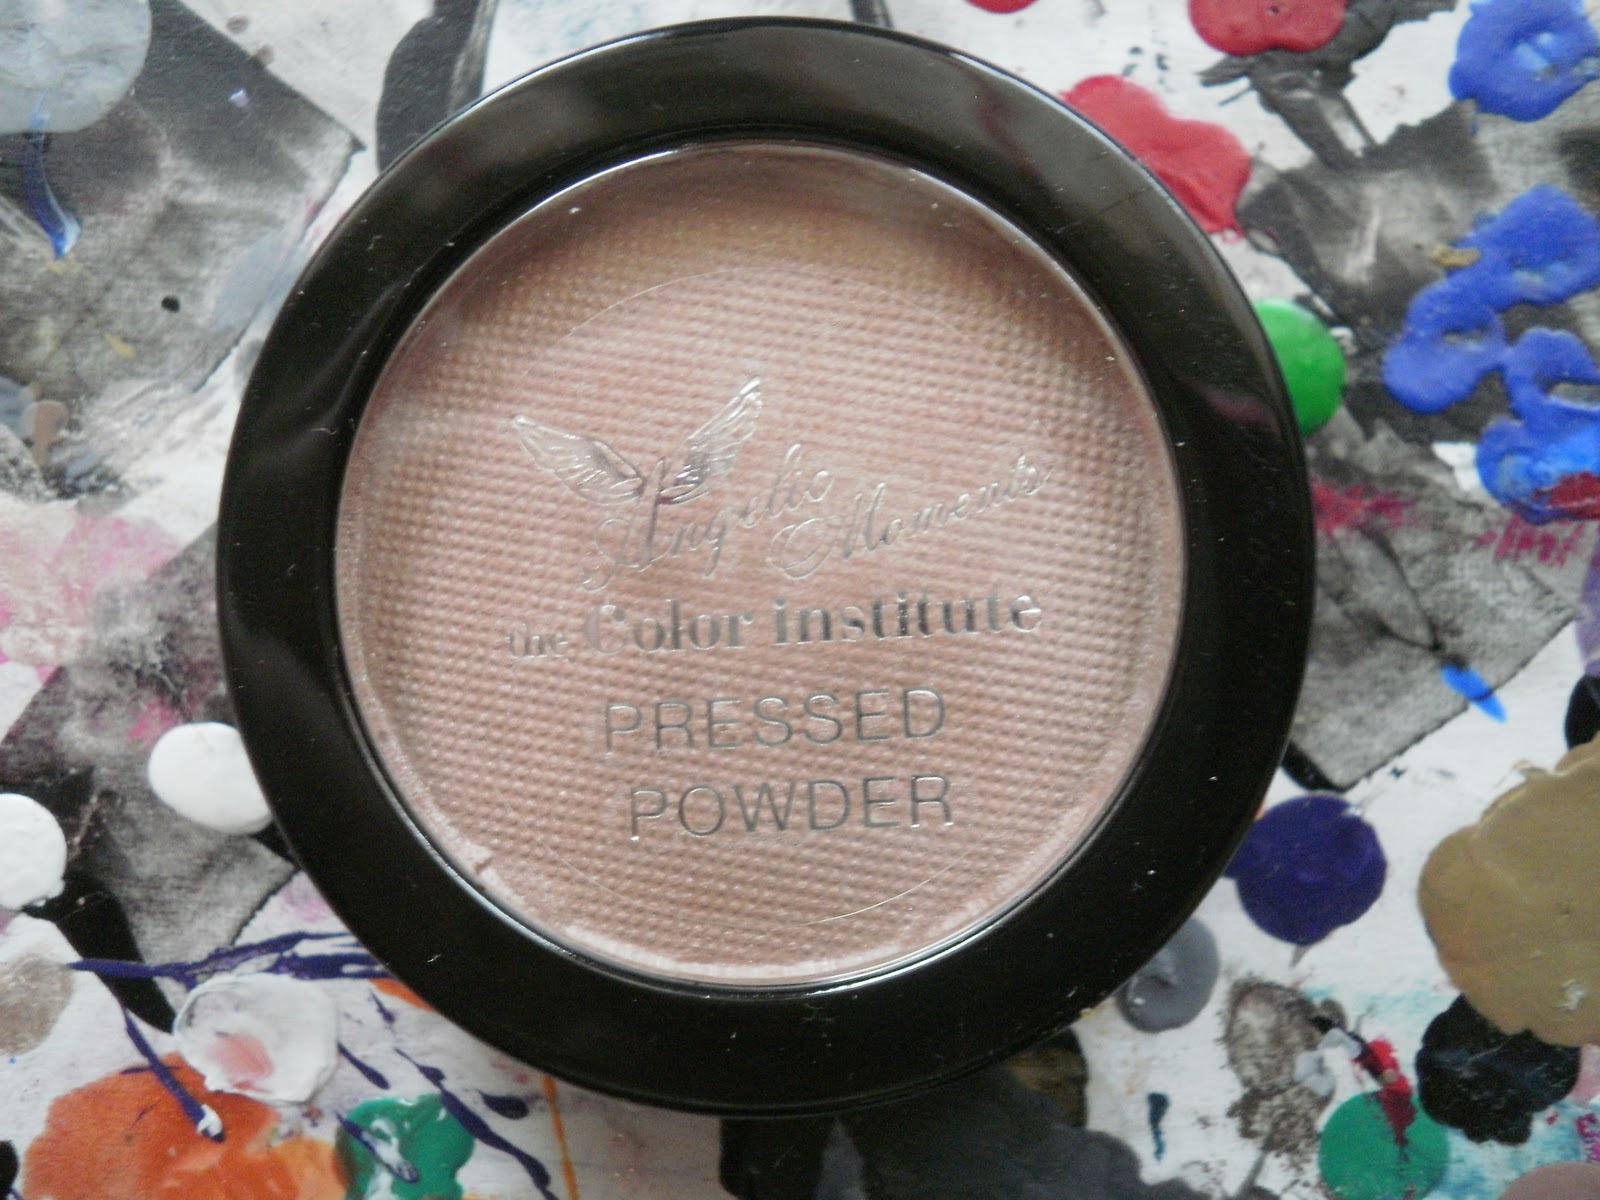 Angelic Moments
the Color institute
PRESSED
POWDER